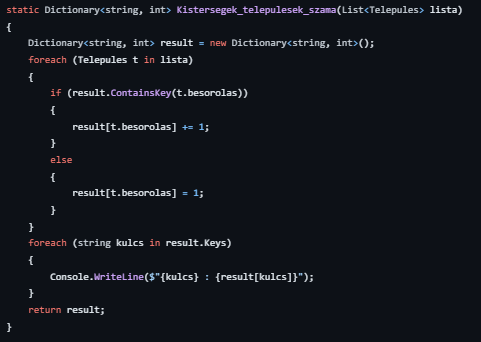 static Dictionary<string, int> Kistersegek_telepulesek_szama(List<Telepules> lista)
{
    Dictionary<string, int> result = new Dictionary<string, int>();
    foreach (Telepules t in lista)
    {
        if (result.ContainsKey(t.besorolas))
        {
            result[t.besorolas] += 1;
        }
        else
        {
            result[t.besorolas] = 1;
        }
    }
    foreach (string kulcs in result.Keys)
    {
        Console.WriteLine($"{kulcs} : {result[kulcs]}");
    }
    return result;
}